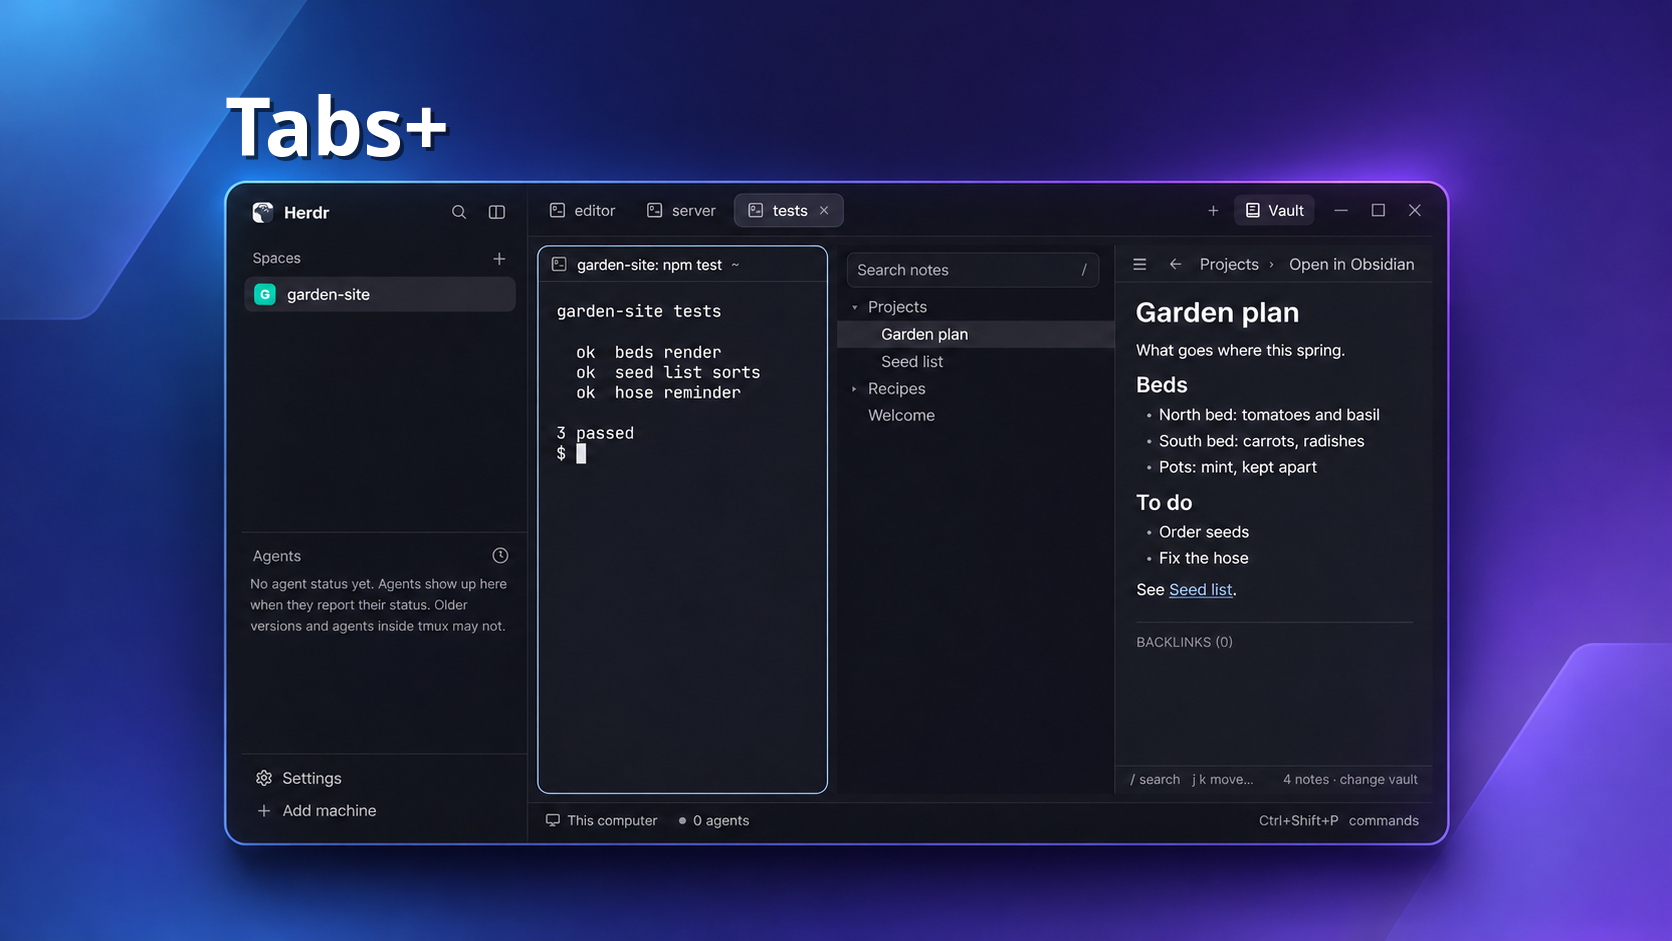 Tabs+
Herdr
Spaces +
G garden-site
Agents
No agent status yet. Agents show up here
when they report their status. Older
versions and agents inside tmux may not.
Settings
+ Add machine
editor server tests ×
+ Vault
garden-site: npm test ~
garden-site tests
ok beds render
ok seed list sorts
ok hose reminder
3 passed
$
Search notes /
Projects
Garden plan
Seed list
Recipes
Welcome
← Projects › Open in Obsidian
Garden plan
What goes where this spring.
Beds
• North bed: tomatoes and basil
• South bed: carrots, radishes
• Pots: mint, kept apart
To do
• Order seeds
• Fix the hose
See Seed list.
BACKLINKS (0)
/ search j k move... 4 notes · change vault
This computer • 0 agents
Ctrl+Shift+P commands